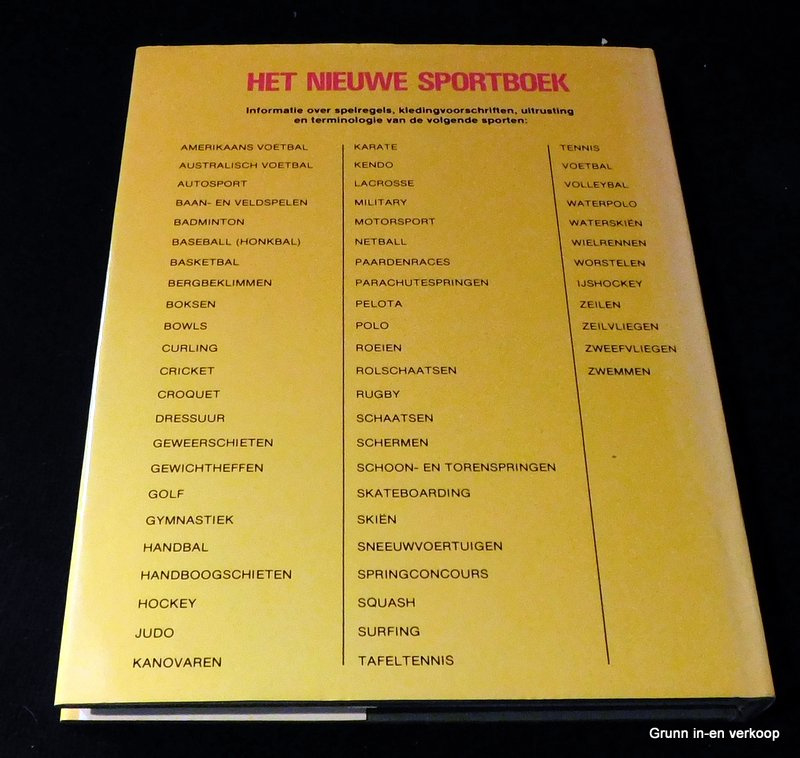 HET NIEUWE SPORTBOEK
Informatie over spelregels, kledingvoorschriften, uitrusting
en terminologie van de volgende sporten:
AMERIKAANS VOETBAL
AUSTRALISCH VOETBAL
AUTOSPORT
BAAN- EN VELDSPELEN
BADMINTON
BASEBALL (HONKBAL)
BASKETBAL
BERGBEKLIMMEN
BOKSEN
BOWLS
CURLING
CRICKET
CROQUET
DRESSUUR
GEWEERSCHIETEN
GEWICHTHEFFEN
GOLF
GYMNASTIEK
HANDBAL
HANDBOOGSCHIETEN
HOCKEY
JUDO
KANOVAREN
KARATE
KENDO
LACROSSE
MILITARY
MOTORSPORT
NETBALL
PAARDENRACES
PARACHUTESPRINGEN
PELOTA
POLO
ROEIEN
ROLSCHAATSEN
RUGBY
SCHAATSEN
SCHERMEN
SCHOON- EN TORENSPRINGEN
SKATEBOARDING
SKIËN
SNEEUWVOERTUIGEN
SPRINGCONCOURS
SQUASH
SURFING
TAFELTENNIS
TENNIS
VOETBAL
VOLLEYBAL
WATERPOLO
WATERSKIËN
WIELRENNEN
WORSTELEN
IJSHOCKEY
ZEILEN
ZEILVLIEGEN
ZWEEFVLIEGEN
ZWEMMEN
Grunn in-en verkoop